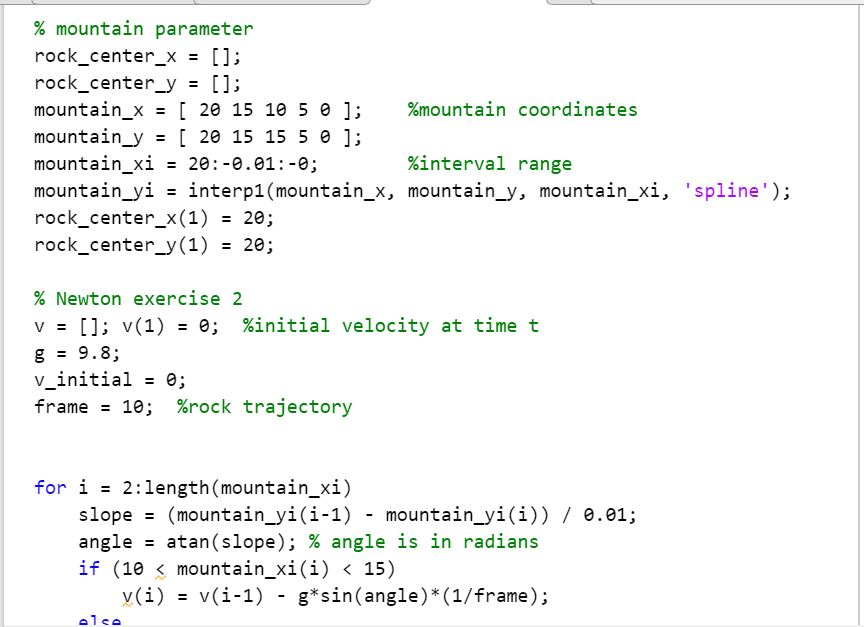 % mountain parameter
rock_center_x = [];
rock_center_y = [];
mountain_x = [ 20 15 10 5 0 ];    %mountain coordinates
mountain_y = [ 20 15 15 5 0 ];
mountain_xi = 20:-0.01:-0;        %interval range
mountain_yi = interp1(mountain_x, mountain_y, mountain_xi, 'spline');
rock_center_x(1) = 20;
rock_center_y(1) = 20;

% Newton exercise 2
v = []; v(1) = 0;  %initial velocity at time t
g = 9.8;
v_initial = 0;
frame = 10;  %rock trajectory

for i = 2:length(mountain_xi)
    slope = (mountain_yi(i-1) - mountain_yi(i)) / 0.01;
    angle = atan(slope); % angle is in radians
    if (10 < mountain_xi(i) < 15)
        v(i) = v(i-1) - g*sin(angle)*(1/frame);
    else